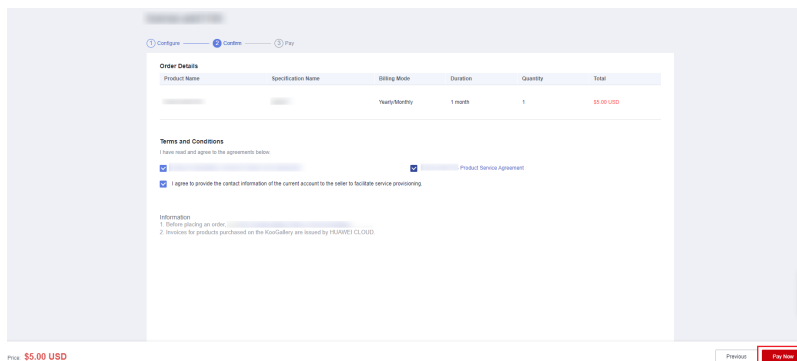 1 Configure 2 Confirm 3 Pay
Order Details
Product Name Specification Name Billing Mode Duration Quantity Total
Yearly/Monthly 1 month 1 $5.00 USD
Terms and Conditions
I have read and agree to the agreements below.
Product Service Agreement
I agree to provide the contact information of the current account to the seller to facilitate service provisioning.
Information
1. Before placing an order,
2. Invoices for products purchased on the KooGallery are issued by HUAWEI CLOUD.
Price: $5.00 USD Previous Pay Now